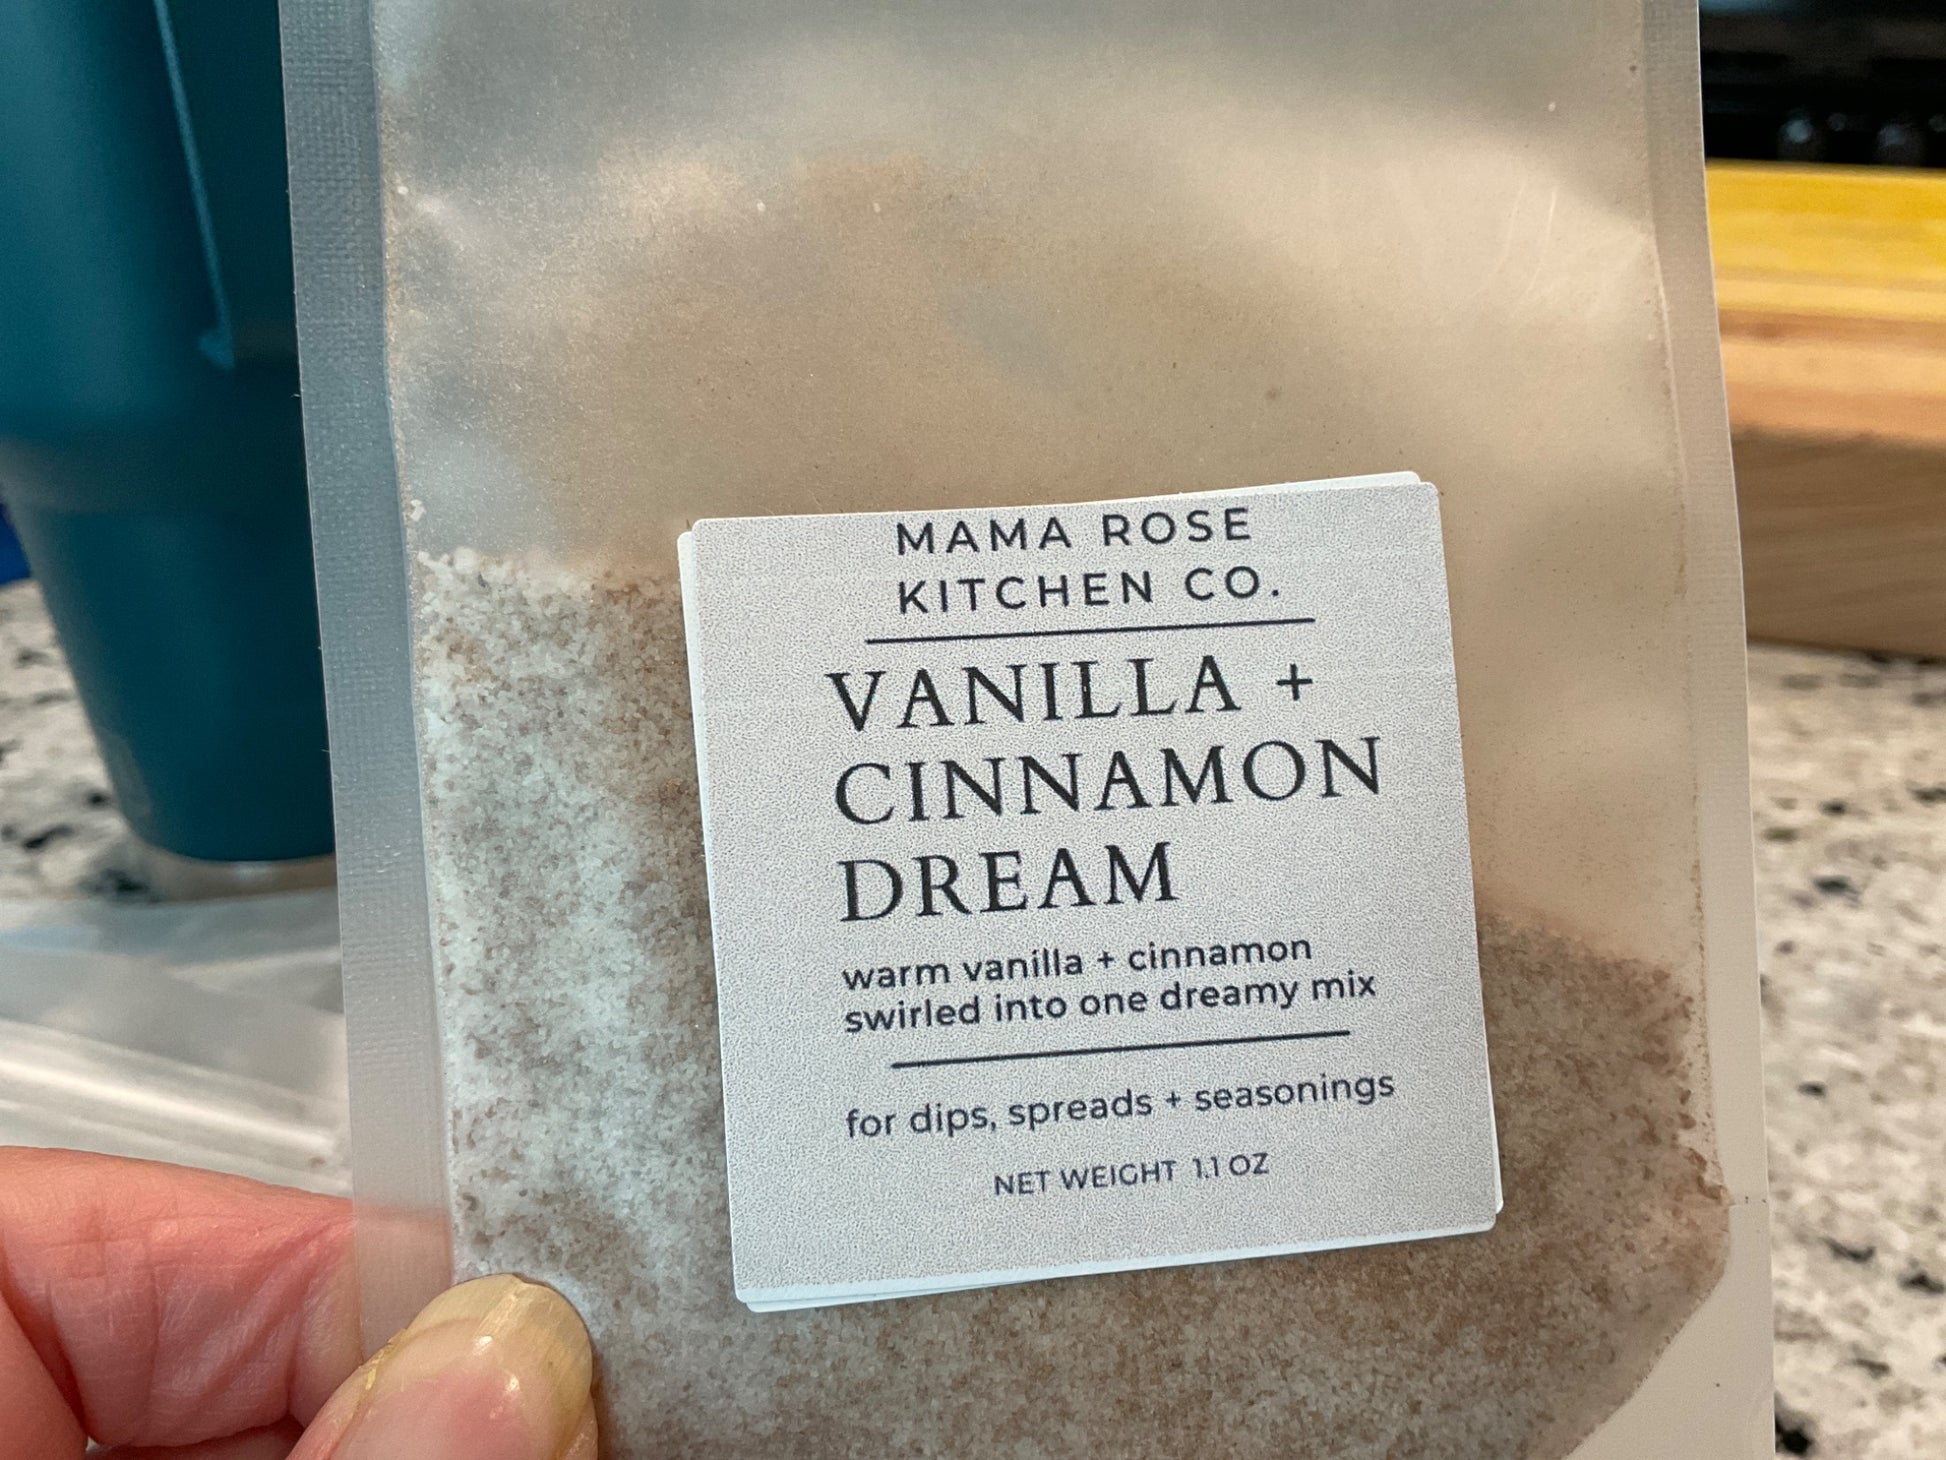 MAMA ROSE
KITCHEN CO.
VANILLA +
CINNAMON
DREAM
warm vanilla + cinnamon
swirled into one dreamy mix
for dips, spreads + seasonings
NET WEIGHT 1.1 OZ